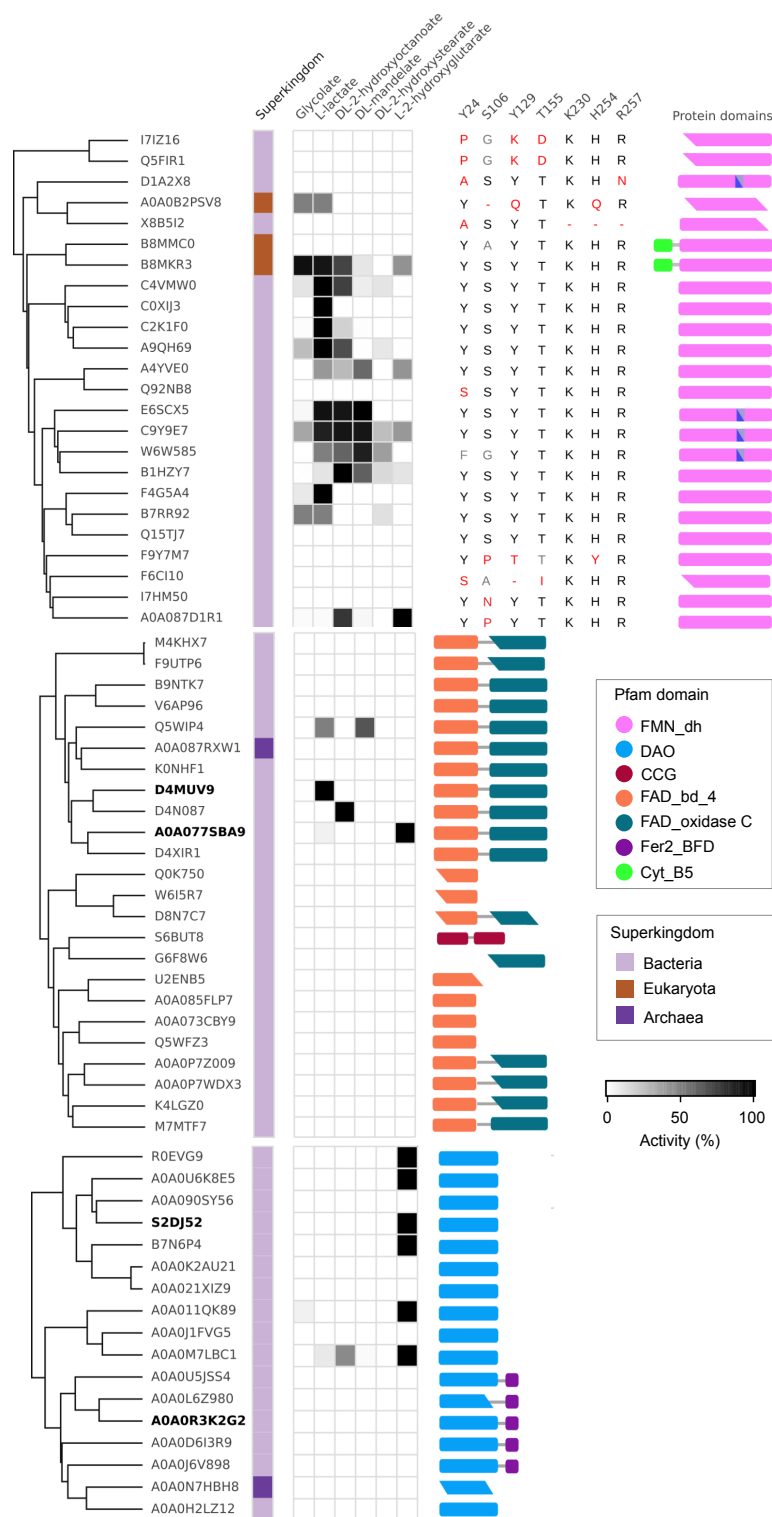 Superkingdom
Glycolate
L-lactate
DL-2-hydroxyoctanoate
DL-mandelate
DL-2-hydroxystearate
L-2-hydroxyglutarate
Y24 S106 Y129 T155 K230 H254 R257
Protein domains
I7IZ16 P G K D K H R
Q5FIR1 P G K D K H R
D1A2X8 A S Y T K H N
A0A0B2PSV8 Y - Q T K Q R
X8B5I2 A S Y T - - -
B8MMC0 Y A Y T K H R
B8MKR3 Y S Y T K H R
C4VMW0 Y S Y T K H R
C0XIJ3 Y S Y T K H R
C2K1F0 Y S Y T K H R
A9QH69 Y S Y T K H R
A4YVE0 Y S Y T K H R
Q92NB8 S S Y T K H R
E6SCX5 Y S Y T K H R
C9Y9E7 Y S Y T K H R
W6W585 F G Y T K H R
B1HZY7 Y S Y T K H R
F4G5A4 Y S Y T K H R
B7RR92 Y S Y T K H R
Q15TJ7 Y S Y T K H R
F9Y7M7 Y P T T K Y R
F6CI10 S A - I K H R
I7HM50 Y N Y T K H R
A0A087D1R1 Y P Y T K H R
M4KHX7
F9UTP6
B9NTK7
V6AP96
Q5WIP4
A0A087RXW1
K0NHF1
D4MUV9
D4N087
A0A077SBA9
D4XIR1
Q0K750
W6I5R7
D8N7C7
S6BUT8
G6F8W6
U2ENB5
A0A085FLP7
A0A073CBY9
Q5WFZ3
A0A0P7Z009
A0A0P7WDX3
K4LGZ0
M7MTF7
Pfam domain
FMN_dh
DAO
CCG
FAD_bd_4
FAD_oxidase C
Fer2_BFD
Cyt_B5
Superkingdom
Bacteria
Eukaryota
Archaea
0 50 100
Activity (%)
R0EVG9
A0A0U6K8E5
A0A090SY56
S2DJ52
B7N6P4
A0A0K2AU21
A0A021XIZ9
A0A011QK89
A0A0J1FVG5
A0A0M7LBC1
A0A0U5JSS4
A0A0L6Z980
A0A0R3K2G2
A0A0D6I3R9
A0A0J6V898
A0A0N7HBH8
A0A0H2LZ12